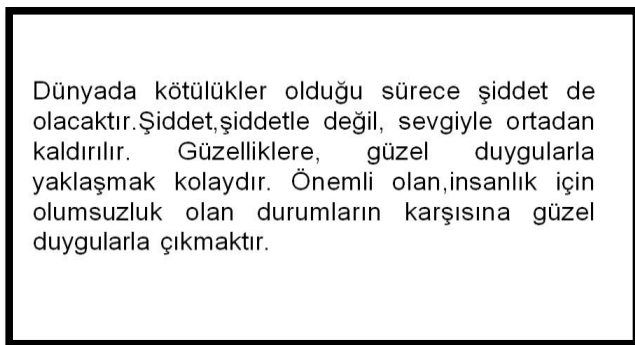 Dünyada kötülükler olduğu sürece şiddet de
olacaktır.Şiddet,şiddetle değil, sevgiyle ortadan
kaldırılır. Güzelliklere, güzel duygularla
yaklaşmak kolaydır. Önemli olan,insanlık için
olumsuzluk olan durumların karşısına güzel
duygularla çıkmaktır.